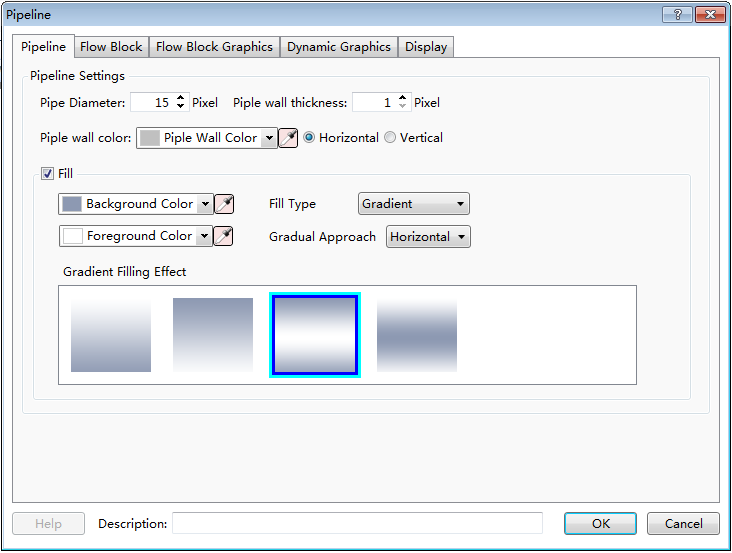 Pipeline
Pipeline Flow Block Flow Block Graphics Dynamic Graphics Display
Pipeline Settings
Pipe Diameter: 15 Pixel Piple wall thickness: 1 Pixel
Piple wall color: Piple Wall Color Horizontal Vertical
Fill
Background Color Fill Type Gradient
Foreground Color Gradual Approach Horizontal
Gradient Filling Effect
Help Description: OK Cancel